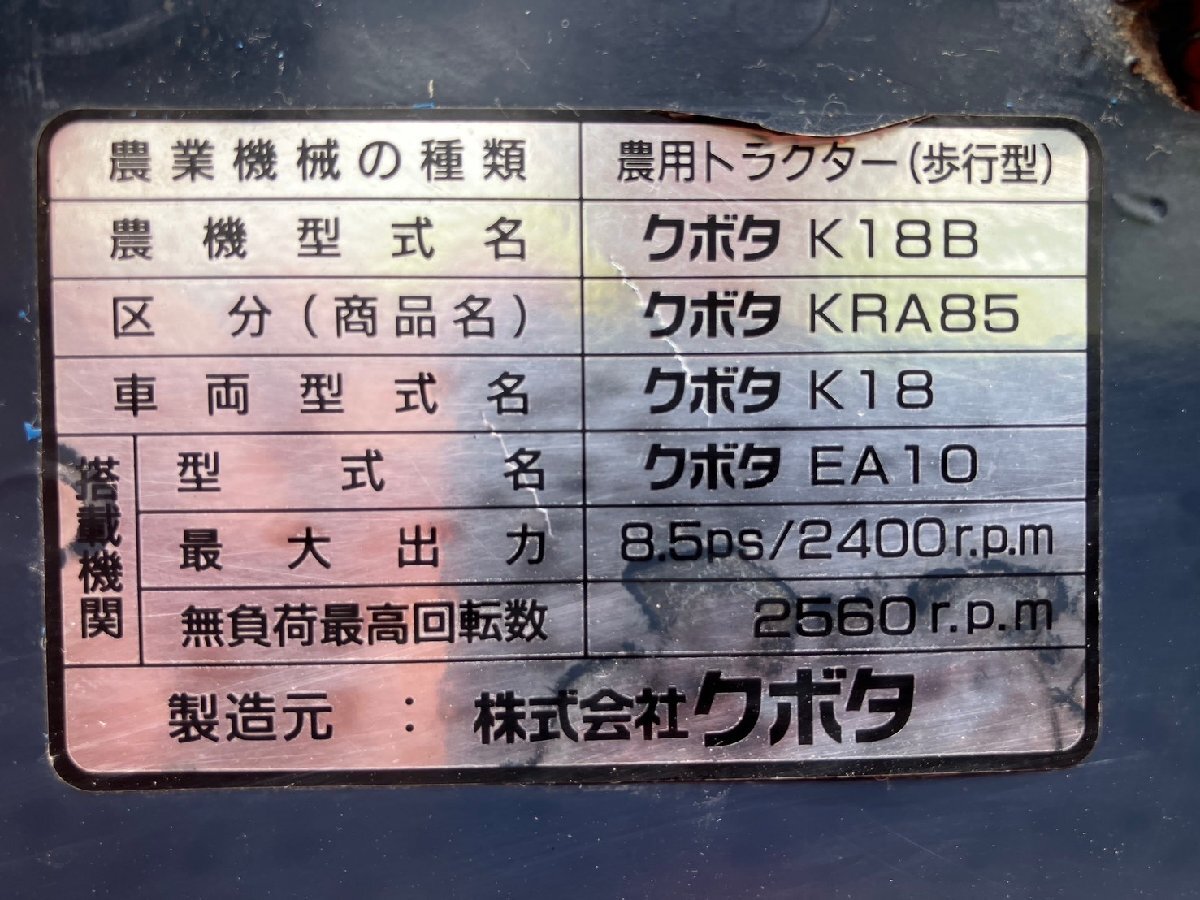 農業機械の種類 農用トラクター(歩行型)
農機型式名 クボタ K18B
区分(商品名) クボタ KRA85
車両型式名 クボタ K18
搭載機関
型式名 クボタ EA10
最大出力 8.5ps/2400r.p.m
無負荷最高回転数 2560r.p.m
製造元 : 株式会社クボタ